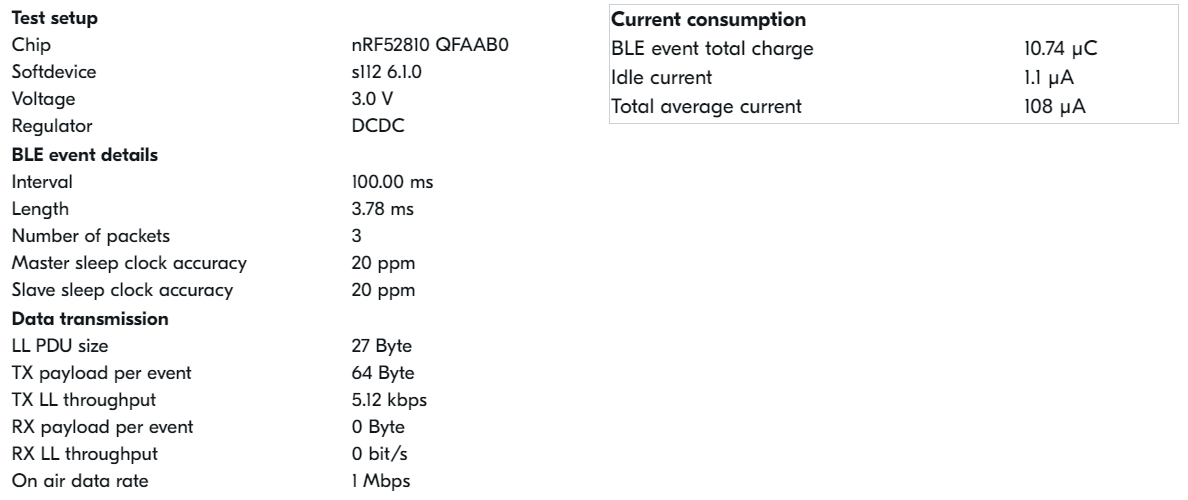 Test setup
Chip nRF52810 QFAAB0
Softdevice s112 6.1.0
Voltage 3.0 V
Regulator DCDC
BLE event details
Interval 100.00 ms
Length 3.78 ms
Number of packets 3
Master sleep clock accuracy 20 ppm
Slave sleep clock accuracy 20 ppm
Data transmission
LL PDU size 27 Byte
TX payload per event 64 Byte
TX LL throughput 5.12 kbps
RX payload per event 0 Byte
RX LL throughput 0 bit/s
On air data rate 1 Mbps
Current consumption
BLE event total charge 10.74 µC
Idle current 1.1 µA
Total average current 108 µA